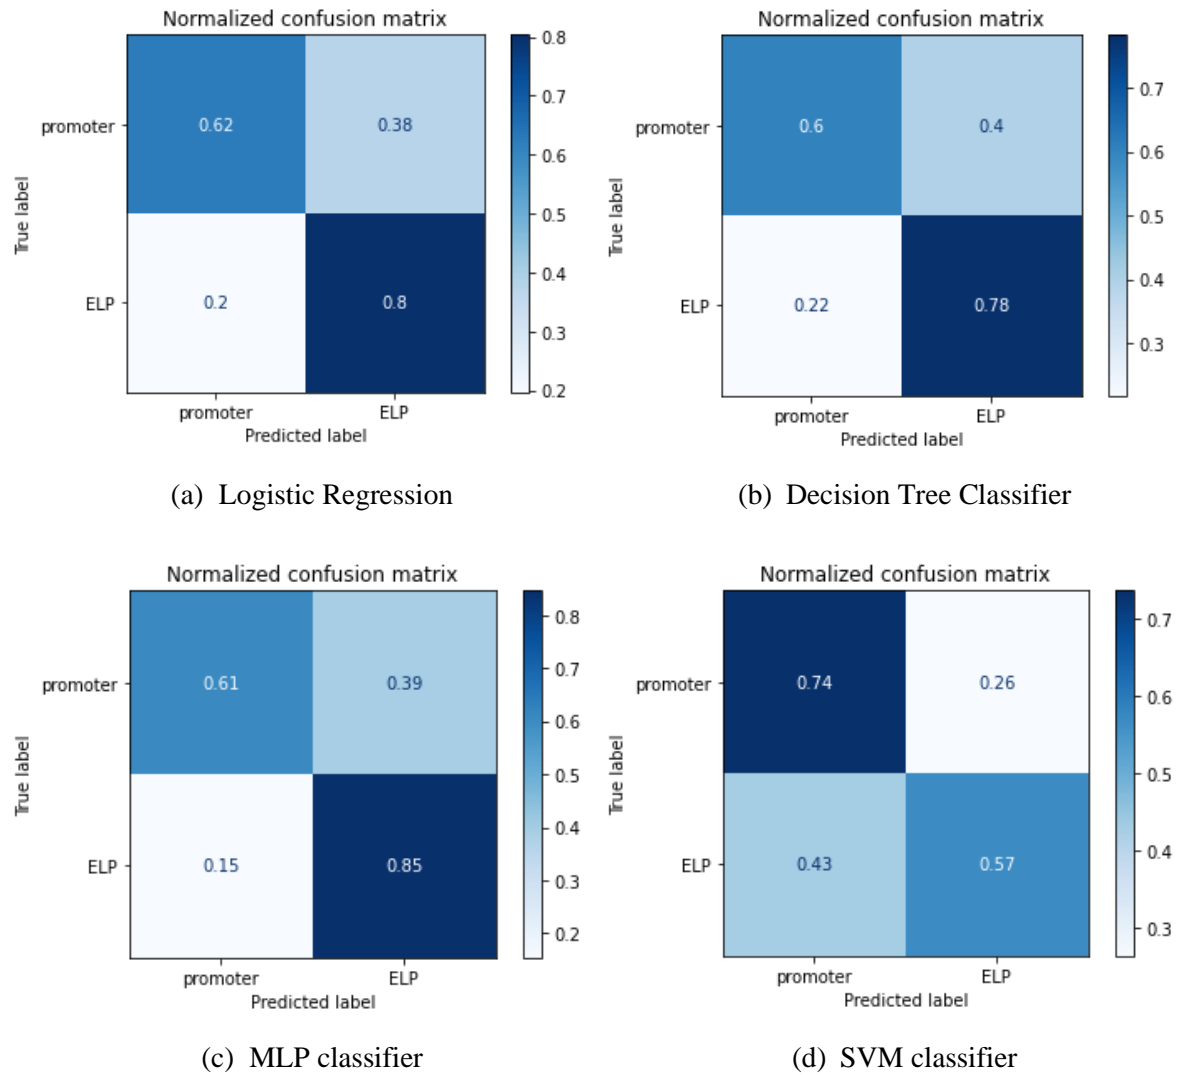 Normalized confusion matrix
0.8
0.7
0.6
0.5
0.4
0.3
0.2
True label
promoter
ELP
0.62 0.38
0.2 0.8
promoter ELP
Predicted label
(a) Logistic Regression
Normalized confusion matrix
0.7
0.6
0.5
0.4
0.3
True label
promoter
ELP
0.6 0.4
0.22 0.78
promoter ELP
Predicted label
(b) Decision Tree Classifier
Normalized confusion matrix
0.8
0.7
0.6
0.5
0.4
0.3
0.2
True label
promoter
ELP
0.61 0.39
0.15 0.85
promoter ELP
Predicted label
(c) MLP classifier
Normalized confusion matrix
0.7
0.6
0.5
0.4
0.3
True label
promoter
ELP
0.74 0.26
0.43 0.57
promoter ELP
Predicted label
(d) SVM classifier